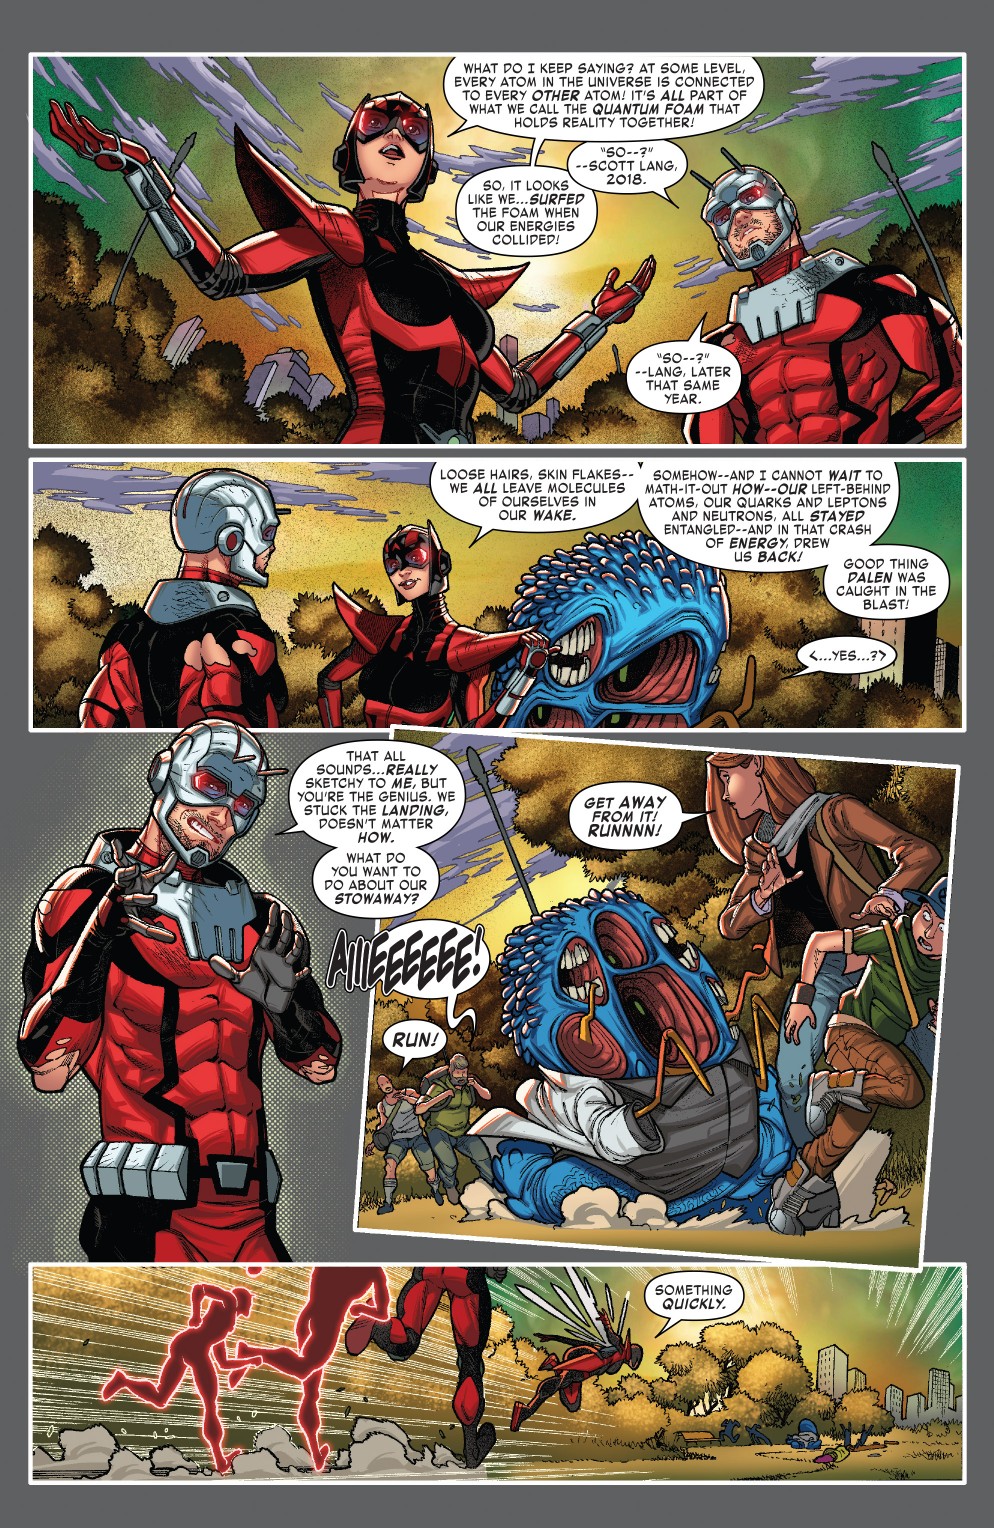 WHAT DO I KEEP SAYING? AT SOME LEVEL,
EVERY ATOM IN THE UNIVERSE IS CONNECTED
TO EVERY OTHER ATOM! IT'S ALL PART OF
WHAT WE CALL THE QUANTUM FOAM THAT
HOLDS REALITY TOGETHER!
"SO--?"
--SCOTT LANG,
2018.
SO, IT LOOKS
LIKE WE...SURFED
THE FOAM WHEN
OUR ENERGIES
COLLIDED!
"SO--?"
--LANG, LATER
THAT SAME
YEAR.
LOOSE HAIRS, SKIN FLAKES--
WE ALL LEAVE MOLECULES
OF OURSELVES IN
OUR WAKE.
SOMEHOW--AND I CANNOT WAIT TO
MATH-IT-OUT HOW--OUR LEFT-BEHIND
ATOMS, OUR QUARKS AND LEPTONS
AND NEUTRONS, ALL STAYED
ENTANGLED--AND IN THAT CRASH
OF ENERGY, DREW
US BACK!
GOOD THING
DALEN WAS
CAUGHT IN THE
BLAST!
<...YES...?>
THAT ALL
SOUNDS...REALLY
SKETCHY TO ME, BUT
YOU'RE THE GENIUS. WE
STUCK THE LANDING,
DOESN'T MATTER
HOW.
WHAT DO
YOU WANT TO
DO ABOUT OUR
STOWAWAY?
GET AWAY
FROM IT!
RUNNNN!
AIIIEEEEEEE!
RUN!
SOMETHING
QUICKLY.